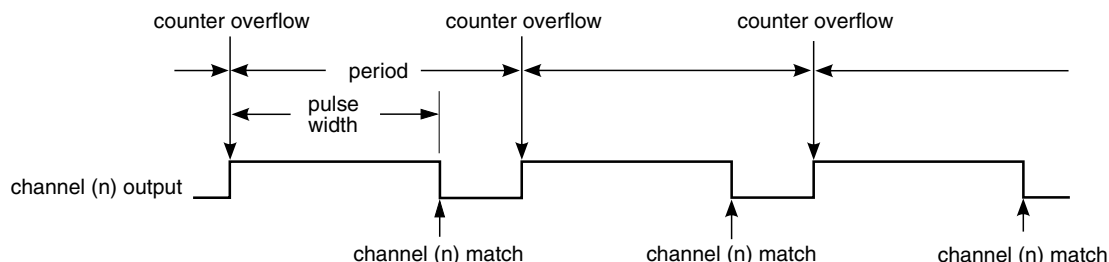 counter overflow
counter overflow
counter overflow
period
pulse
width
channel (n) output
channel (n) match
channel (n) match
channel (n) match